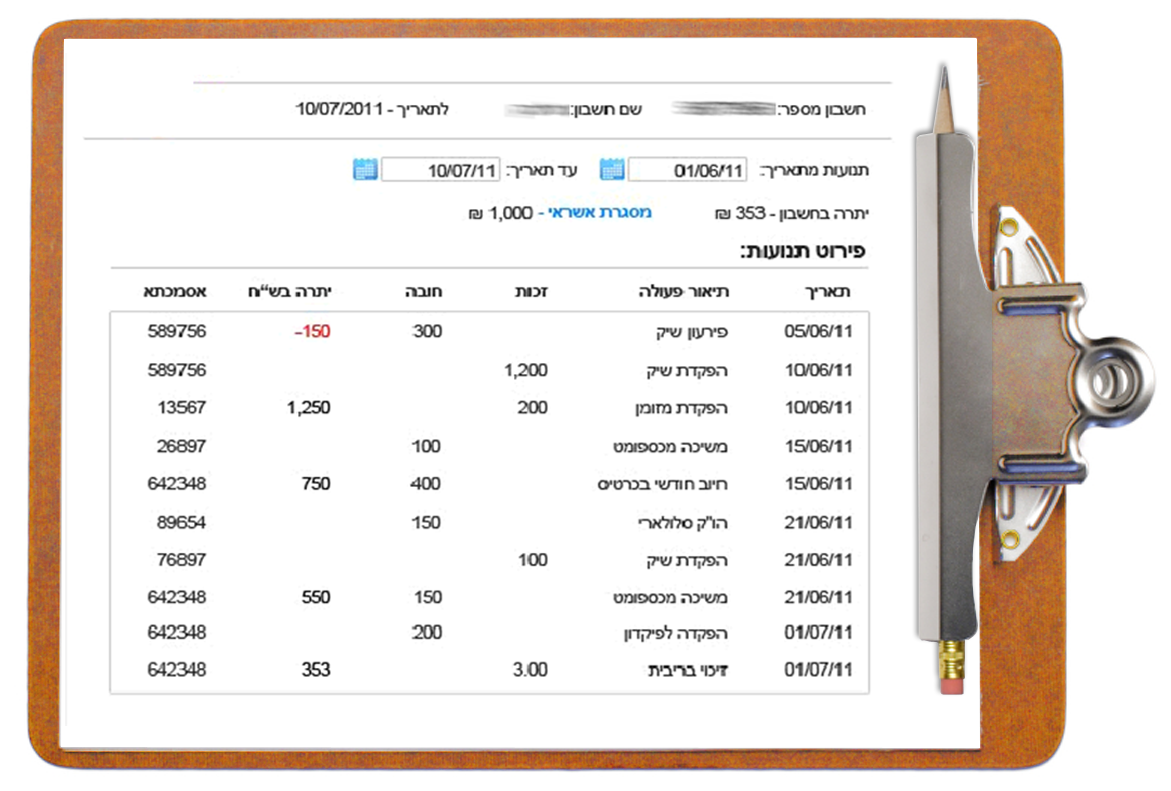 חשבון מספר: שם חשבון: לתאריך - 10/07/2011
תנועות מתאריך: 01/06/11 עד תאריך: 10/07/11
יתרה בחשבון - 353 ₪ מסגרת אשראי - 1,000 ₪
פירוט תנועות:
תאריך תיאור פעולה זכות חובה יתרה בש"ח אסמכתא
05/06/11 פירעון שיק 300 -150 589756
10/06/11 הפקדת שיק 1,200 589756
10/06/11 הפקדת מזומן 200 1,250 13567
15/06/11 משיכה מכספומט 100 26897
15/06/11 חיוב חודשי בכרטיס 400 750 642348
21/06/11 הו"ק סלולארי 150 89654
21/06/11 הפקדת שיק 100 76897
21/06/11 משיכה מכספומט 150 550 642348
01/07/11 הפקדה לפיקדון 200 642348
01/07/11 זיכוי בריבית 3.00 353 642348